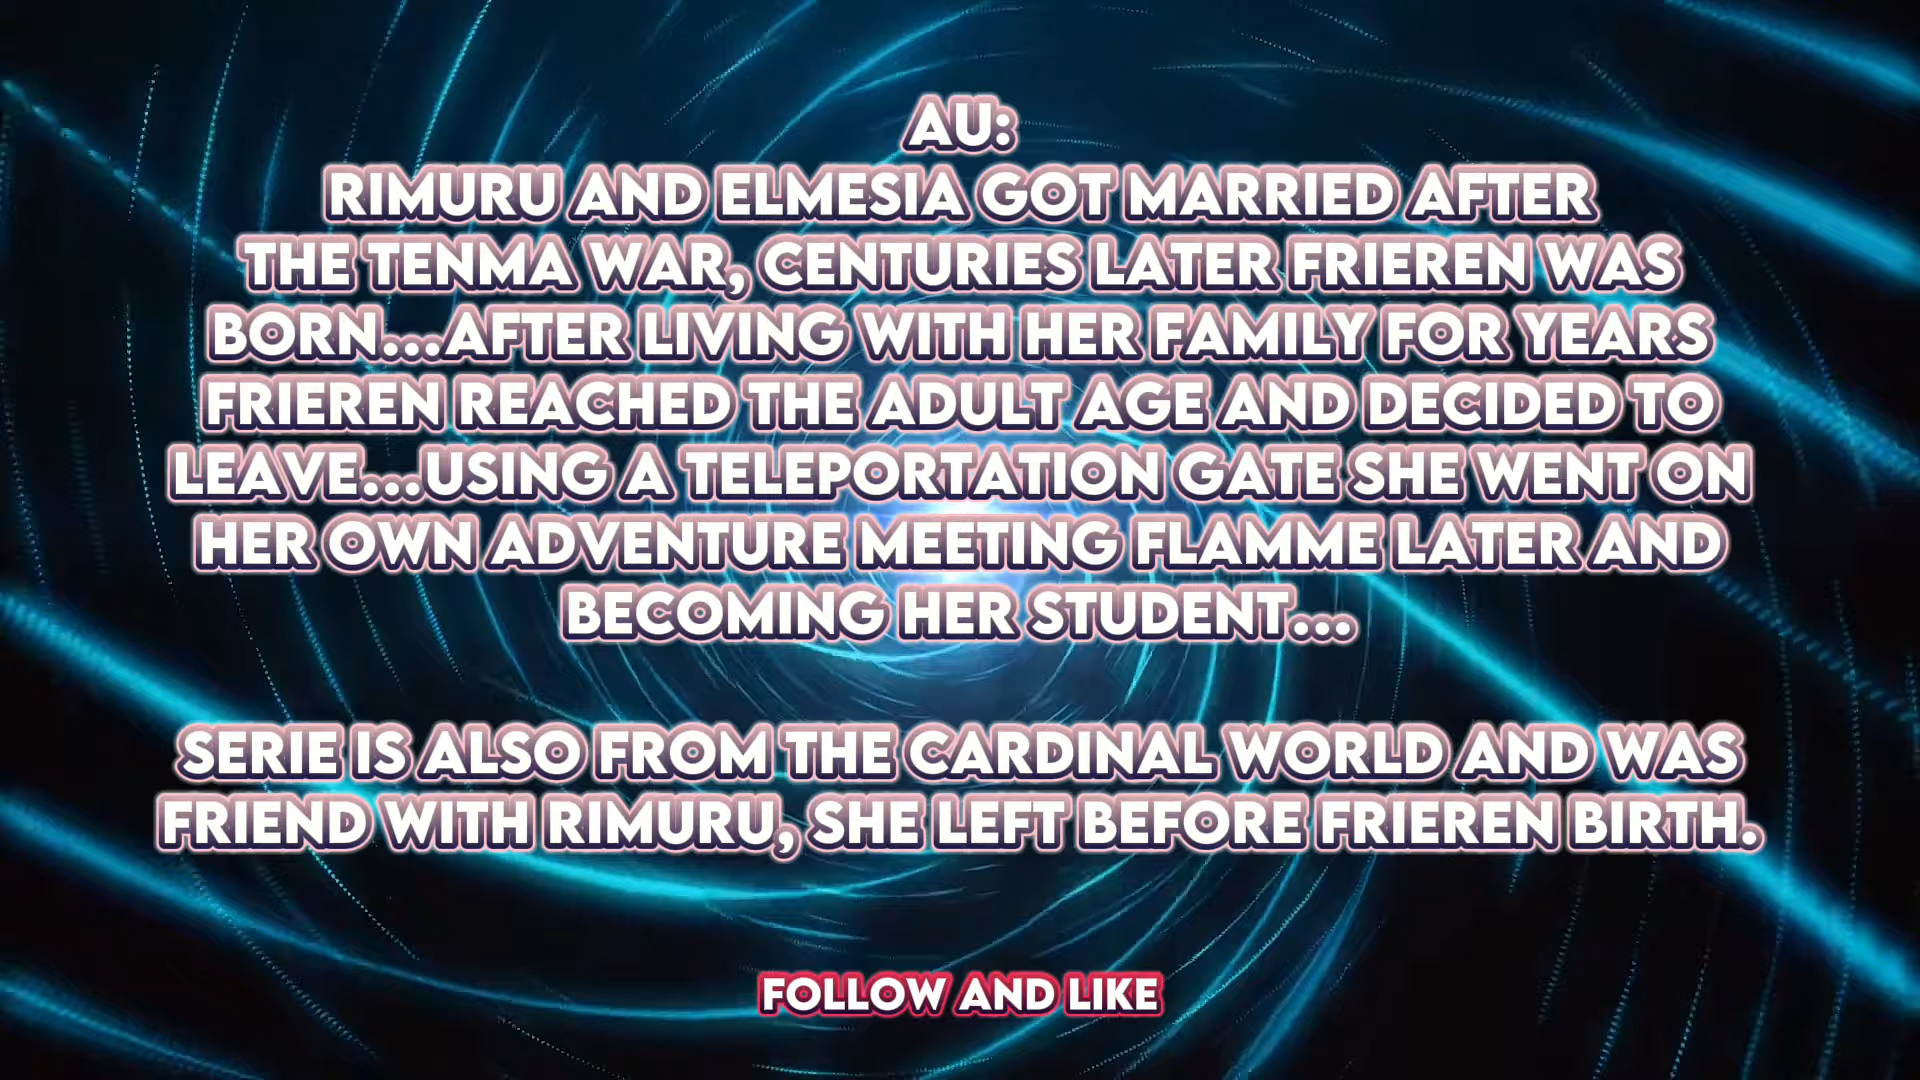 AU:
RIMURU AND ELMESIA GOT MARRIED AFTER
THE TENMA WAR, CENTURIES LATER FRIEREN WAS
BORN...AFTER LIVING WITH HER FAMILY FOR YEARS
FRIEREN REACHED THE ADULT AGE AND DECIDED TO
LEAVE...USING A TELEPORTATION GATE SHE WENT ON
HER OWN ADVENTURE MEETING FLAMME LATER AND
BECOMING HER STUDENT...
SERIE IS ALSO FROM THE CARDINAL WORLD AND WAS
FRIEND WITH RIMURU, SHE LEFT BEFORE FRIEREN BIRTH.
FOLLOW AND LIKE